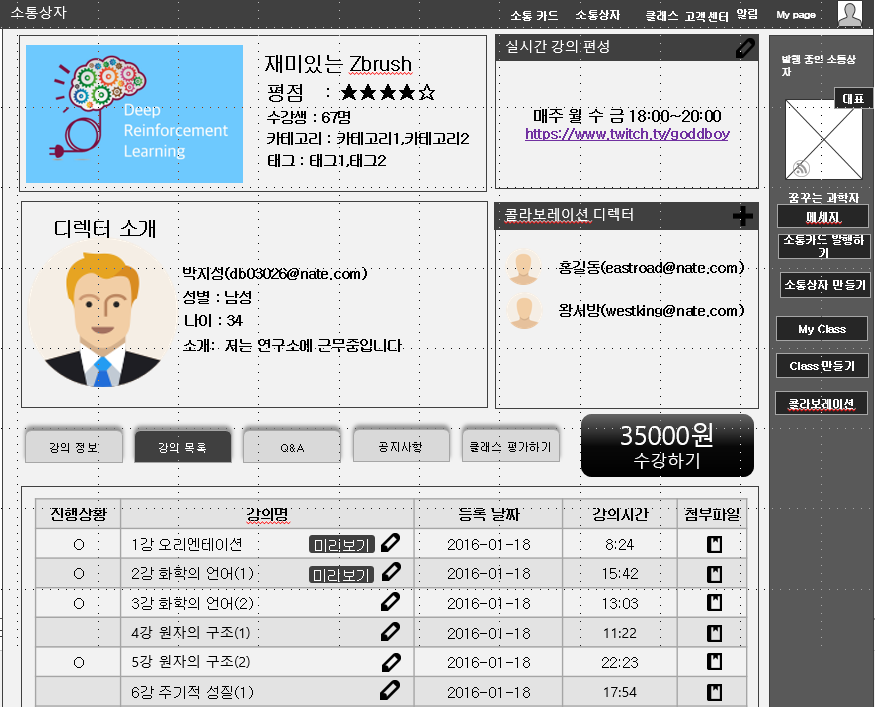 소통상자
소통 카드 소통상자 클래스 고객센터 알림 My page
Deep
Reinforcement
Learning
재미있는 Zbrush
평점 : ★★★★☆
수강생 : 67명
카테고리 : 카테고리1,카테고리2
태그 : 태그1,태그2
실시간 강의 편성
매주 월 수 금 18:00~20:00
https://www.twitch.tv/goddboy
발행 중인 소통상
자
대표
꿈꾸는 과학자
메세지
소통카드 발행하
기
소통상자 만들기
My Class
Class 만들기
콜라보레이션
디렉터 소개
박지성(db03026@nate.com)
성별 : 남성
나이 : 34
소개: 저는 연구소에 근무중입니다
콜라보레이션 디렉터
홍길동(eastroad@nate.com)
왕서방(westking@nate.com)
강의 정보 강의 목록 Q&A 공지사항 클래스 평가하기
35000원
수강하기
진행상황 강의명 등록 날짜 강의시간 첨부파일
○ 1강 오리엔테이션 미리보기 2016-01-18 8:24
○ 2강 화학의 언어(1) 미리보기 2016-01-18 15:42
○ 3강 화학의 언어(2) 2016-01-18 13:03
4강 원자의 구조(1) 2016-01-18 11:22
○ 5강 원자의 구조(2) 2016-01-18 22:23
6강 주기적 성질(1) 2016-01-18 17:54